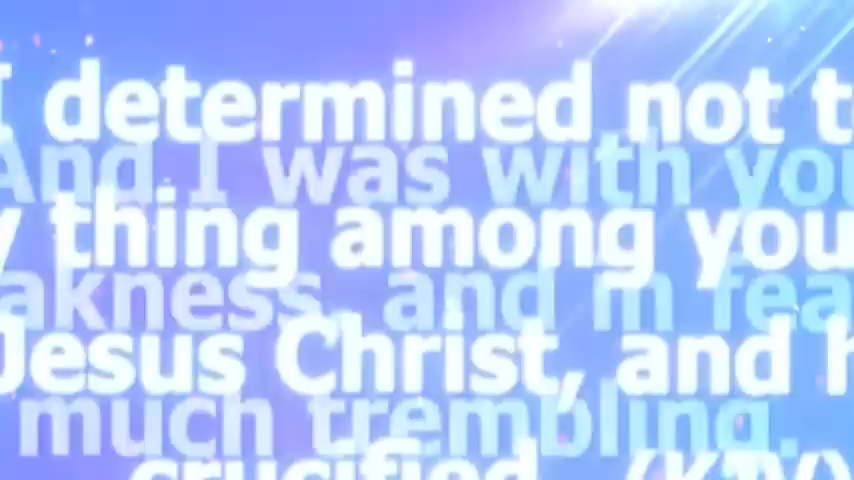 I determined not t
And I was with you
y thing among you
akness, and in fea
Jesus Christ, and h
much trembling.
crucified. (KJV)